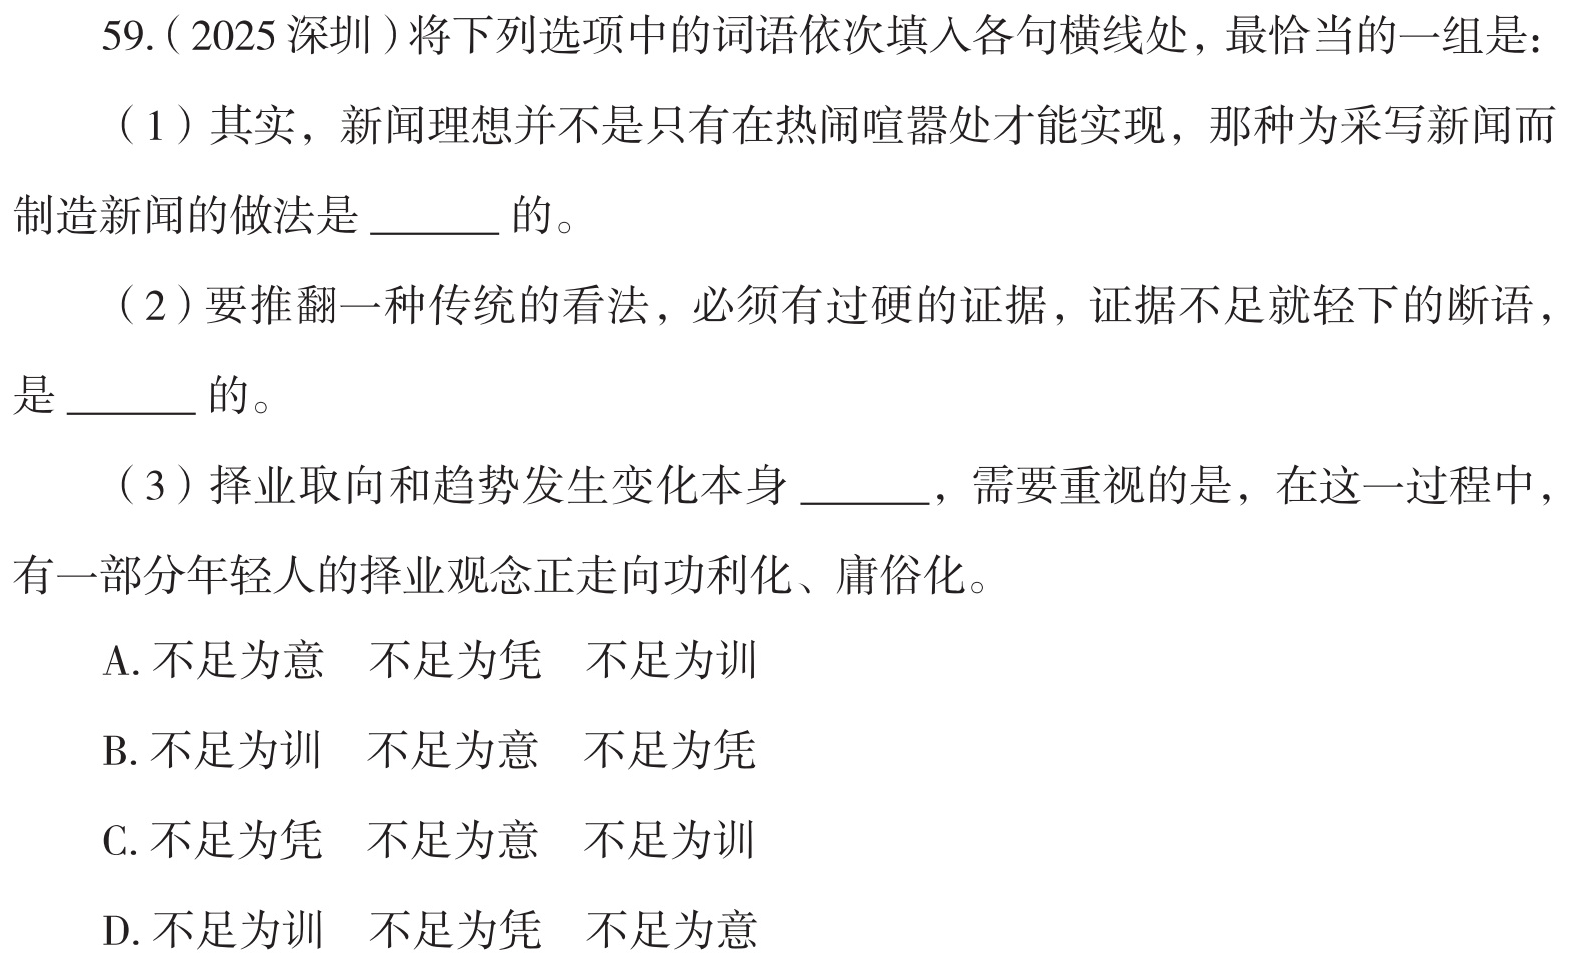 59.（2025 深圳）将下列选项中的词语依次填入各句横线处，最恰当的一组是：
（1）其实，新闻理想并不是只有在热闹喧嚣处才能实现，那种为采写新闻而
制造新闻的做法是 ______ 的。
（2）要推翻一种传统的看法，必须有过硬的证据，证据不足就轻下的断语，
是 ______ 的。
（3）择业取向和趋势发生变化本身 ______，需要重视的是，在这一过程中，
有一部分年轻人的择业观念正走向功利化、庸俗化。
A. 不足为意　不足为凭　不足为训
B. 不足为训　不足为意　不足为凭
C. 不足为凭　不足为意　不足为训
D. 不足为训　不足为凭　不足为意